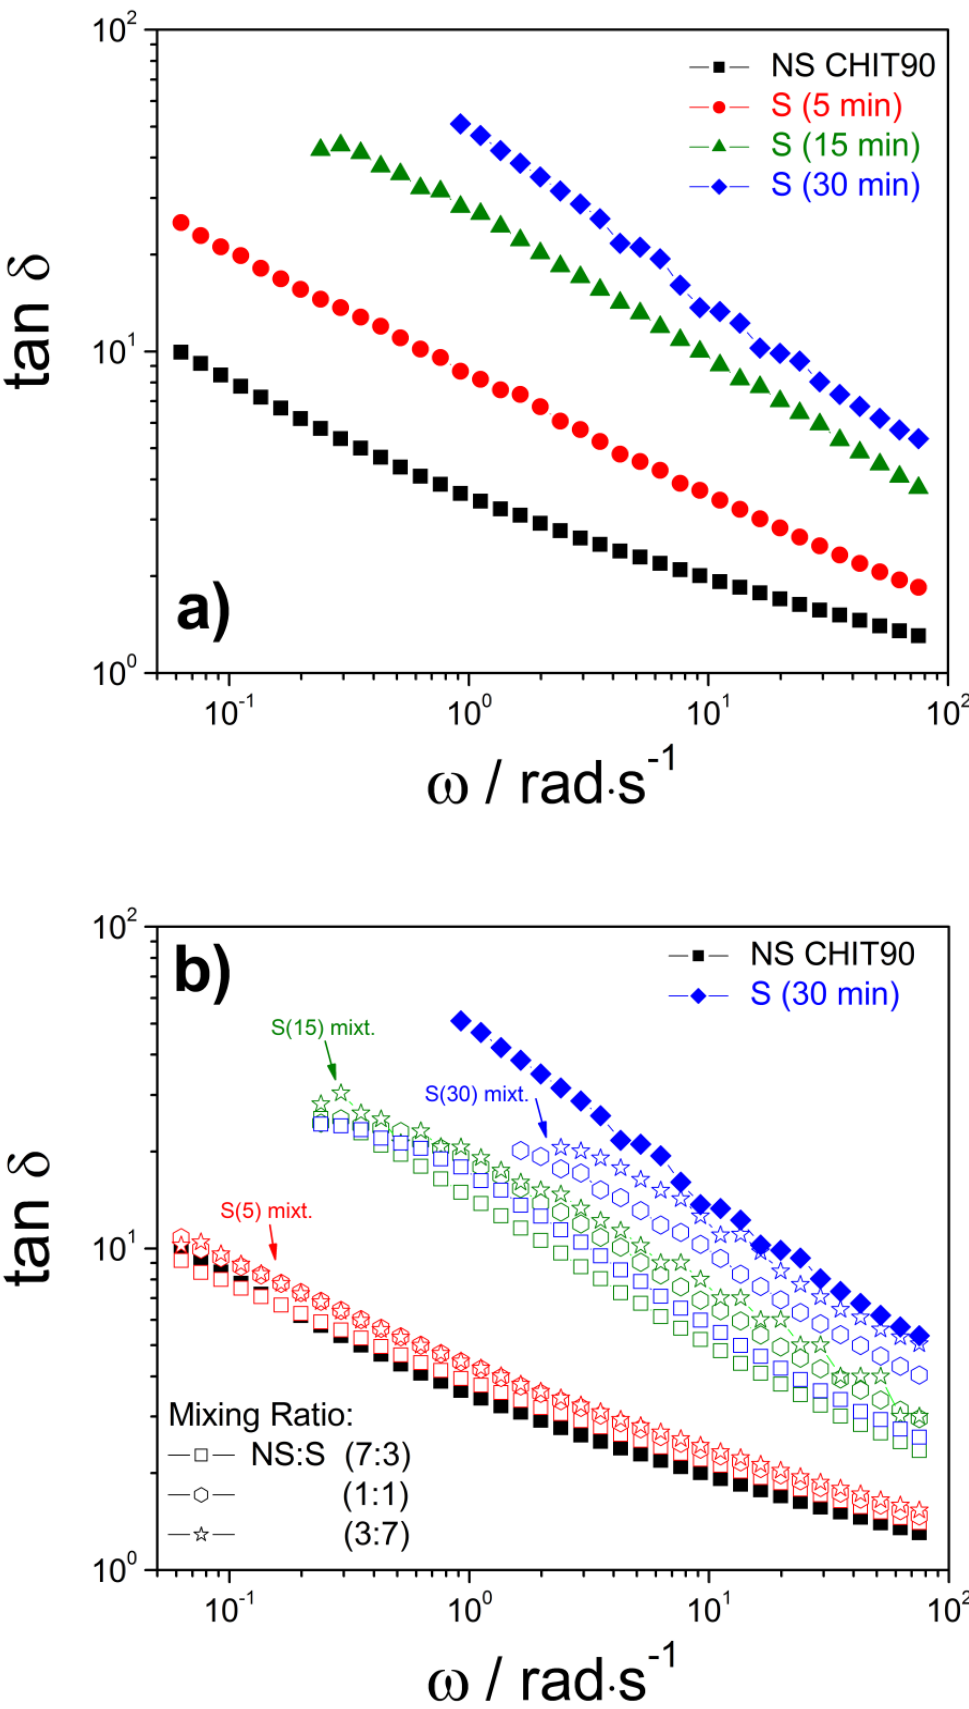 10²
NS CHIT90
S (5 min)
S (15 min)
S (30 min)
tan δ
10¹
a)
10⁰
10⁻¹ 10⁰ 10¹ 10²
ω / rad·s⁻¹
10²
b)
NS CHIT90
S (30 min)
S(15) mixt.
S(30) mixt.
S(5) mixt.
tan δ
10¹
Mixing Ratio:
NS:S (7:3)
(1:1)
(3:7)
10⁰
10⁻¹ 10⁰ 10¹ 10²
ω / rad·s⁻¹